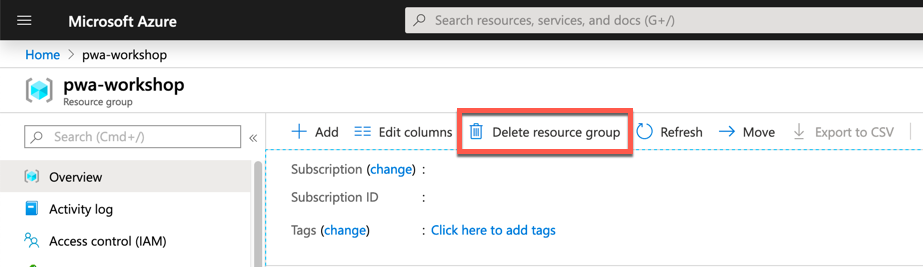 Microsoft Azure
Search resources, services, and docs (G+/)
Home > pwa-workshop
pwa-workshop
Resource group
Search (Cmd+/)
«
Add
Edit columns
Delete resource group
Refresh
Move
Export to CSV
Overview
Activity log
Access control (IAM)
Subscription (change) :
Subscription ID :
Tags (change) : Click here to add tags